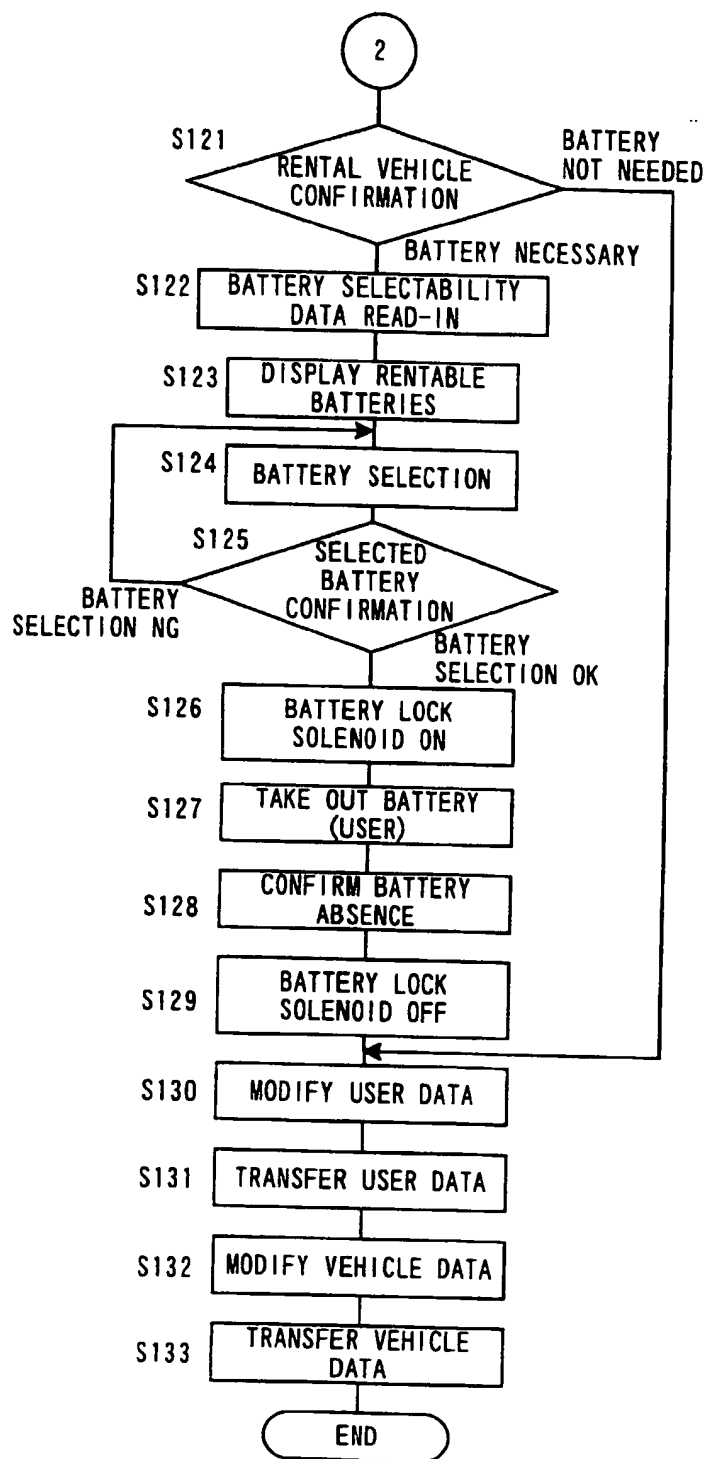 2
S121
RENTAL VEHICLE
CONFIRMATION
BATTERY
NOT NEEDED
BATTERY NECESSARY
S122
BATTERY SELECTABILITY
DATA READ-IN
S123
DISPLAY RENTABLE
BATTERIES
S124
BATTERY SELECTION
S125
SELECTED
BATTERY
CONFIRMATION
BATTERY
SELECTION NG
BATTERY
SELECTION OK
S126
BATTERY LOCK
SOLENOID ON
S127
TAKE OUT BATTERY
(USER)
S128
CONFIRM BATTERY
ABSENCE
S129
BATTERY LOCK
SOLENOID OFF
S130
MODIFY USER DATA
S131
TRANSFER USER DATA
S132
MODIFY VEHICLE DATA
S133
TRANSFER VEHICLE
DATA
END